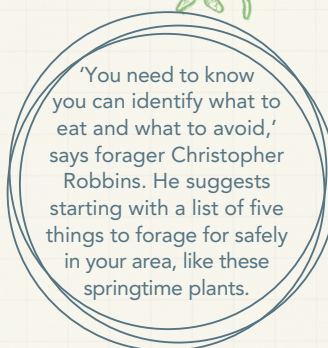 ‘You need to know
you can identify what to
eat and what to avoid,’
says forager Christopher
Robbins. He suggests
starting with a list of five
things to forage for safely
in your area, like these
springtime plants.